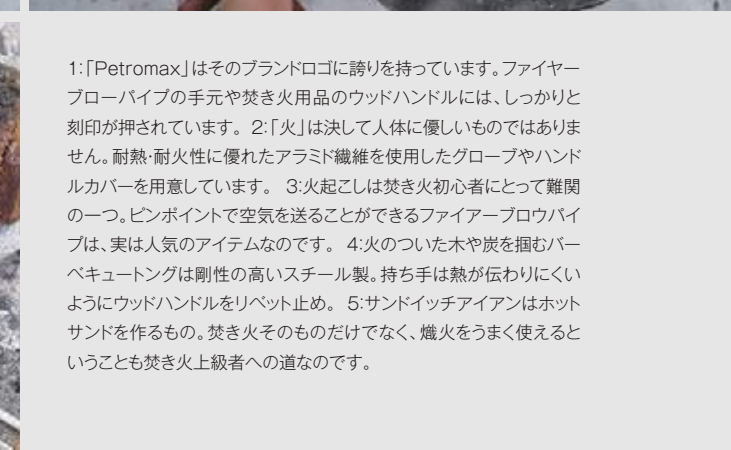 1:「Petromax」はそのブランドロゴに誇りを持っています。ファイヤー
ブローパイプの手元や焚き火用品のウッドハンドルには、しっかりと
刻印が押されています。 2:「火」は決して人体に優しいものではありま
せん。耐熱・耐火性に優れたアラミド繊維を使用したグローブやハンド
ルカバーを用意しています。 3:火起こしは焚き火初心者にとって難関
の一つ。ピンポイントで空気を送ることができるファイアーブロウパイ
プは、実は人気のアイテムなのです。 4:火のついた木や炭を掴むバー
ベキュートングは剛性の高いスチール製。持ち手は熱が伝わりにくい
ようにウッドハンドルをリベット止め。 5:サンドイッチアイアンはホット
サンドを作るもの。焚き火そのものだけでなく、熾火をうまく使えると
いうことも焚き火上級者への道なのです。